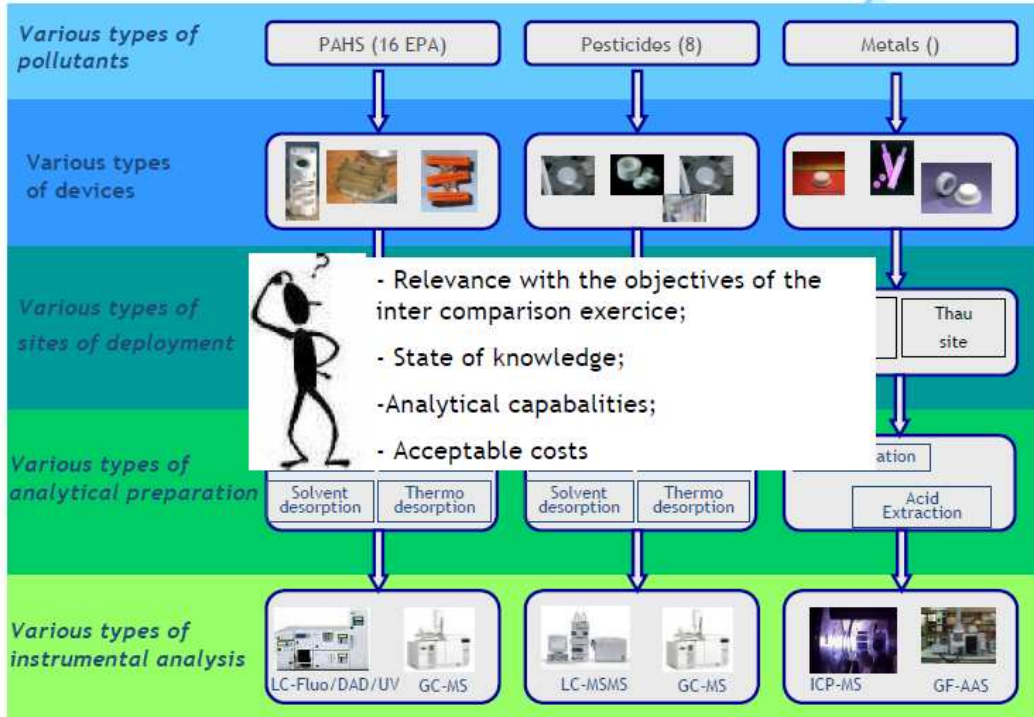 Various types of
pollutants
PAHS (16 EPA)
Pesticides (8)
Metals ()
Various types
of devices
Various types of
sites of deployment
?
- Relevance with the objectives of the
inter comparison exercice;
- State of knowledge;
-Analytical capabalities;
- Acceptable costs
Thau
site
Various types of
analytical preparation
Solvent
desorption
Thermo
desorption
Solvent
desorption
Thermo
desorption
ation
Acid
Extraction
Various types of
instrumental analysis
LC-Fluo/DAD/UV
GC-MS
LC-MSMS
GC-MS
ICP-MS
GF-AAS